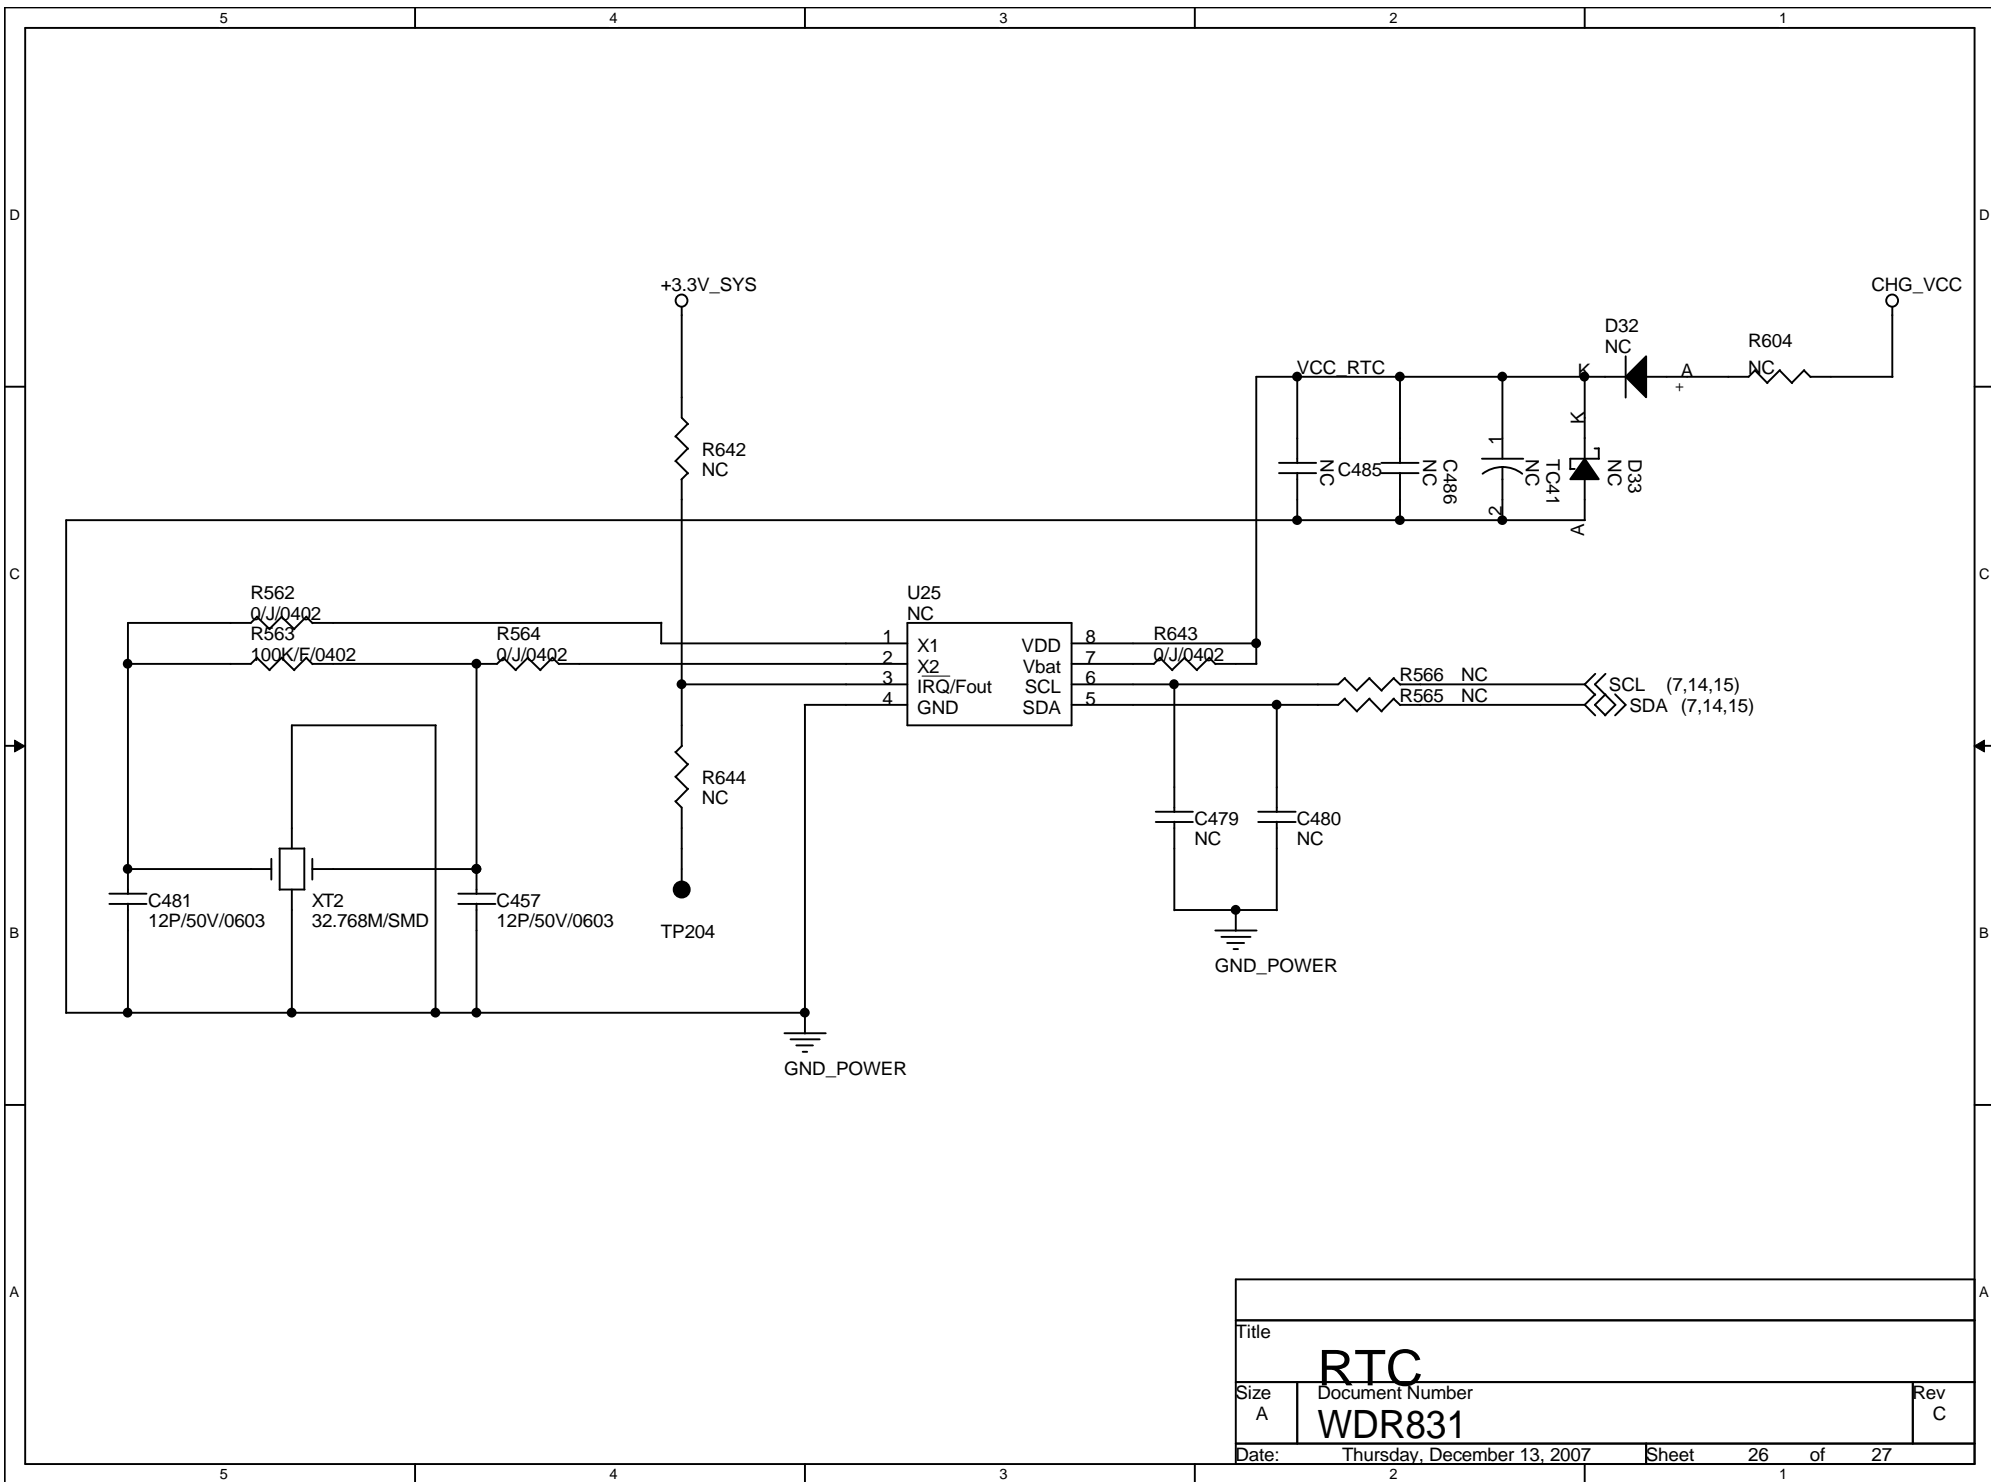 5 4 3 2 1
D D
+3.3V_SYS
CHG_VCC
D32
NC
R604
NC
VCC_RTC
K
A
+
K
R642
NC
1
NC
C485
NC
C486
NC
TC41
NC
D33
2
A
C C
R562
0/J/0402
R563
100K/F/0402
R564
0/J/0402
U25
NC
1 X1 VDD 8
2 X2 Vbat 7
3 IRQ/Fout SCL 6
4 GND SDA 5
R643
0/J/0402
R566 NC
R565 NC
SCL (7,14,15)
SDA (7,14,15)
R644
NC
C479
NC
C480
NC
C481
12P/50V/0603
XT2
32.768M/SMD
C457
12P/50V/0603
TP204
B B
GND_POWER
GND_POWER
A A
Title
RTC
Size
A
Document Number
WDR831
Rev
C
Date: Thursday, December 13, 2007 Sheet 26 of 27
5 4 3 2 1